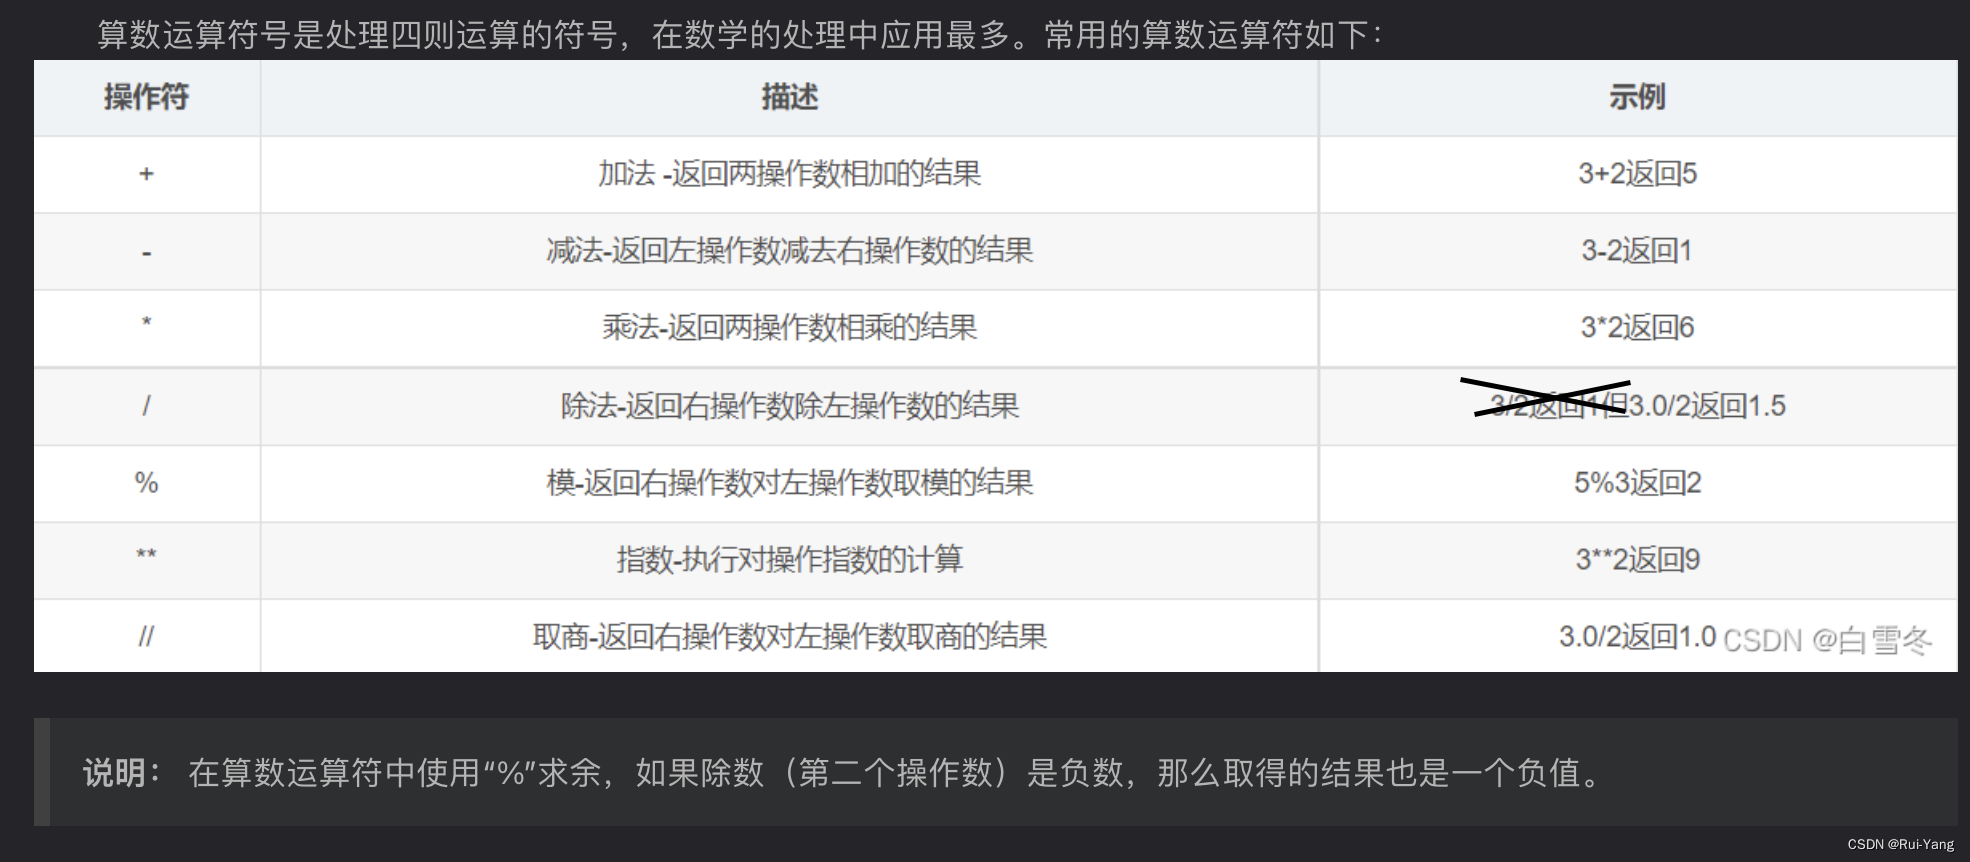 算数运算符号是处理四则运算的符号，在数学的处理中应用最多。常用的算数运算符如下：
操作符 描述 示例
+ 加法 -返回两操作数相加的结果 3+2返回5
- 减法-返回左操作数减去右操作数的结果 3-2返回1
* 乘法-返回两操作数相乘的结果 3*2返回6
/ 除法-返回右操作数除左操作数的结果 3/2返回1但3.0/2返回1.5
% 模-返回右操作数对左操作数取模的结果 5%3返回2
** 指数-执行对操作指数的计算 3**2返回9
// 取商-返回右操作数对左操作数取商的结果 3.0/2返回1.0
CSDN @白雪冬
说明： 在算数运算符中使用“%”求余，如果除数（第二个操作数）是负数，那么取得的结果也是一个负值。
CSDN @Rui-Yang